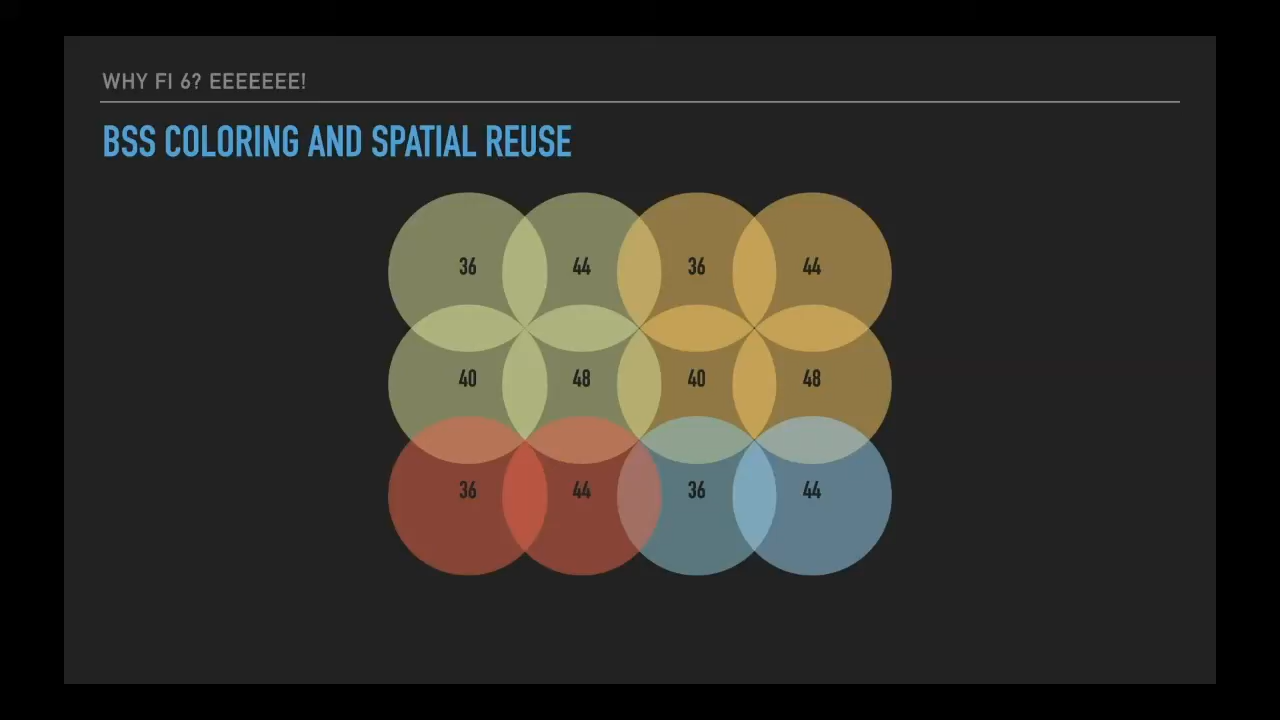 WHY FI 6? EEEEEEE!
BSS COLORING AND SPATIAL REUSE
36 44 36 44
40 48 40 48
36 44 36 44